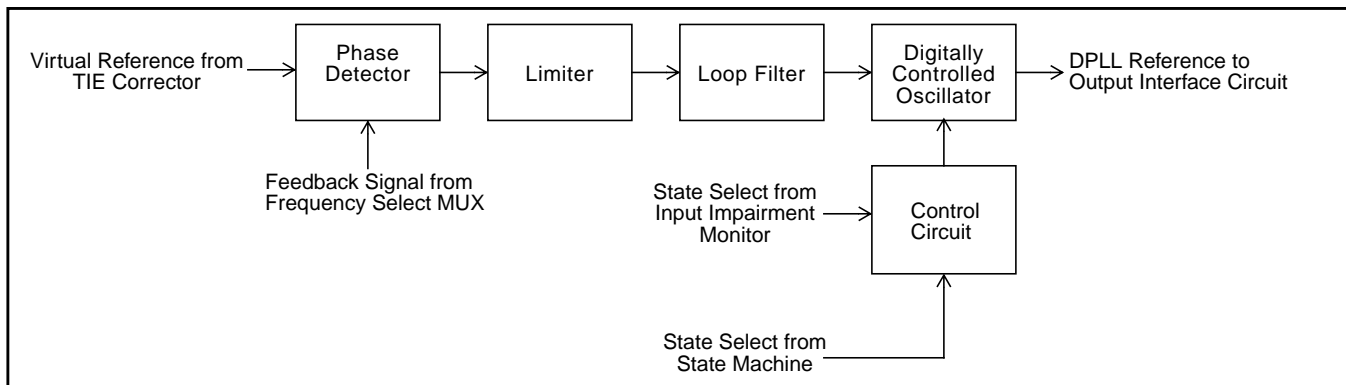 Virtual Reference from
TIE Corrector
Phase
Detector
Limiter
Loop Filter
Digitally
Controlled
Oscillator
DPLL Reference to
Output Interface Circuit
Feedback Signal from
Frequency Select MUX
State Select from
Input Impairment
Monitor
Control
Circuit
State Select from
State Machine